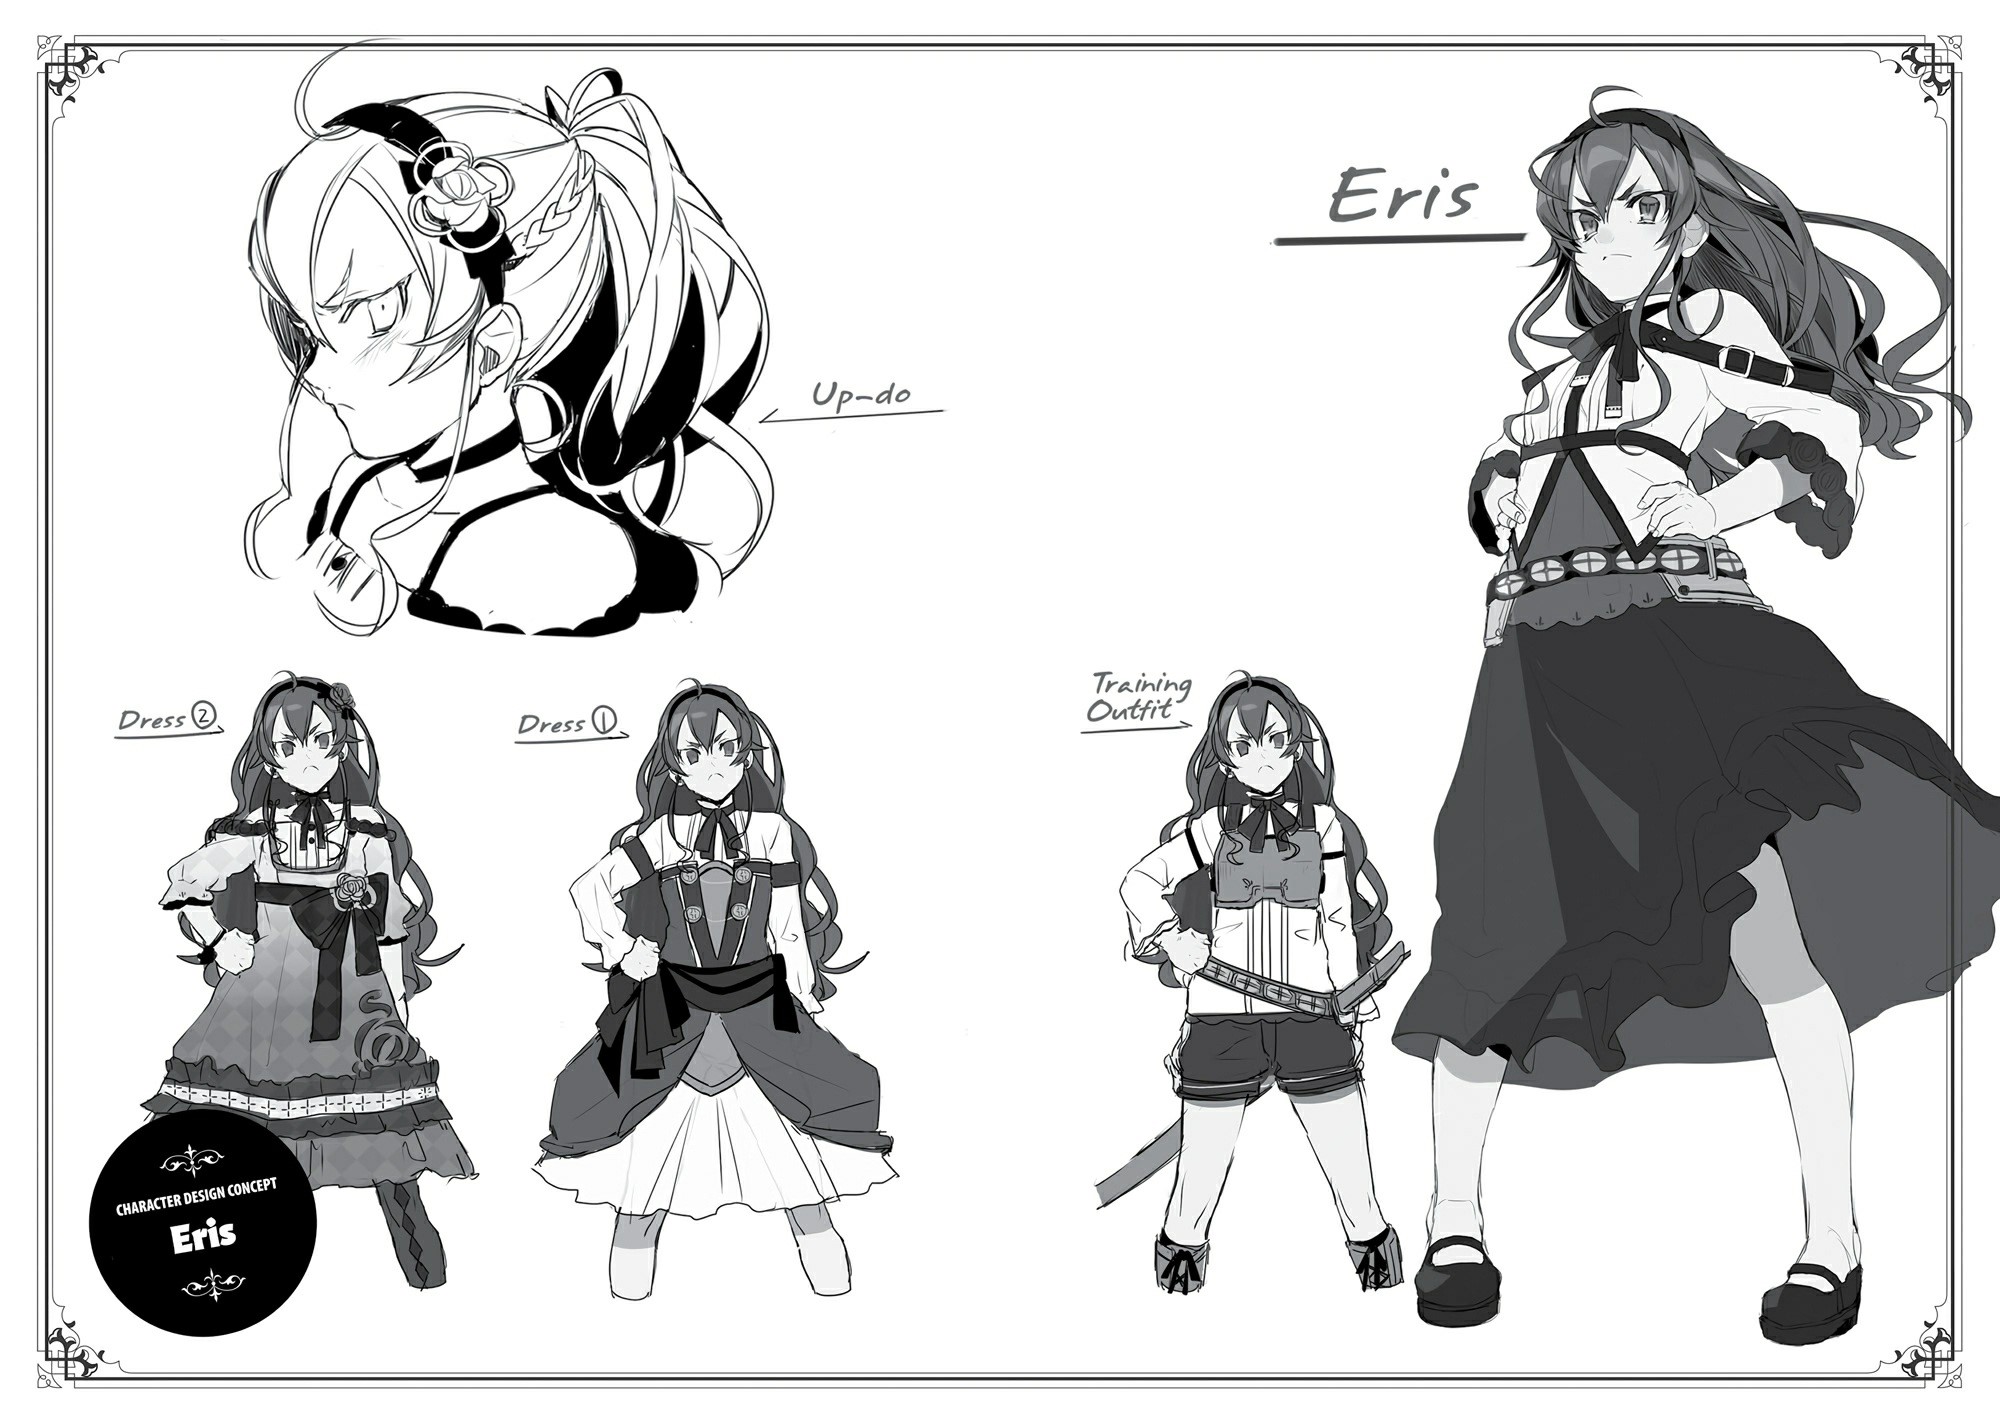 Up-do
Eris
Dress ②
Dress ①
Training
Outfit
CHARACTER DESIGN CONCEPT
Eris